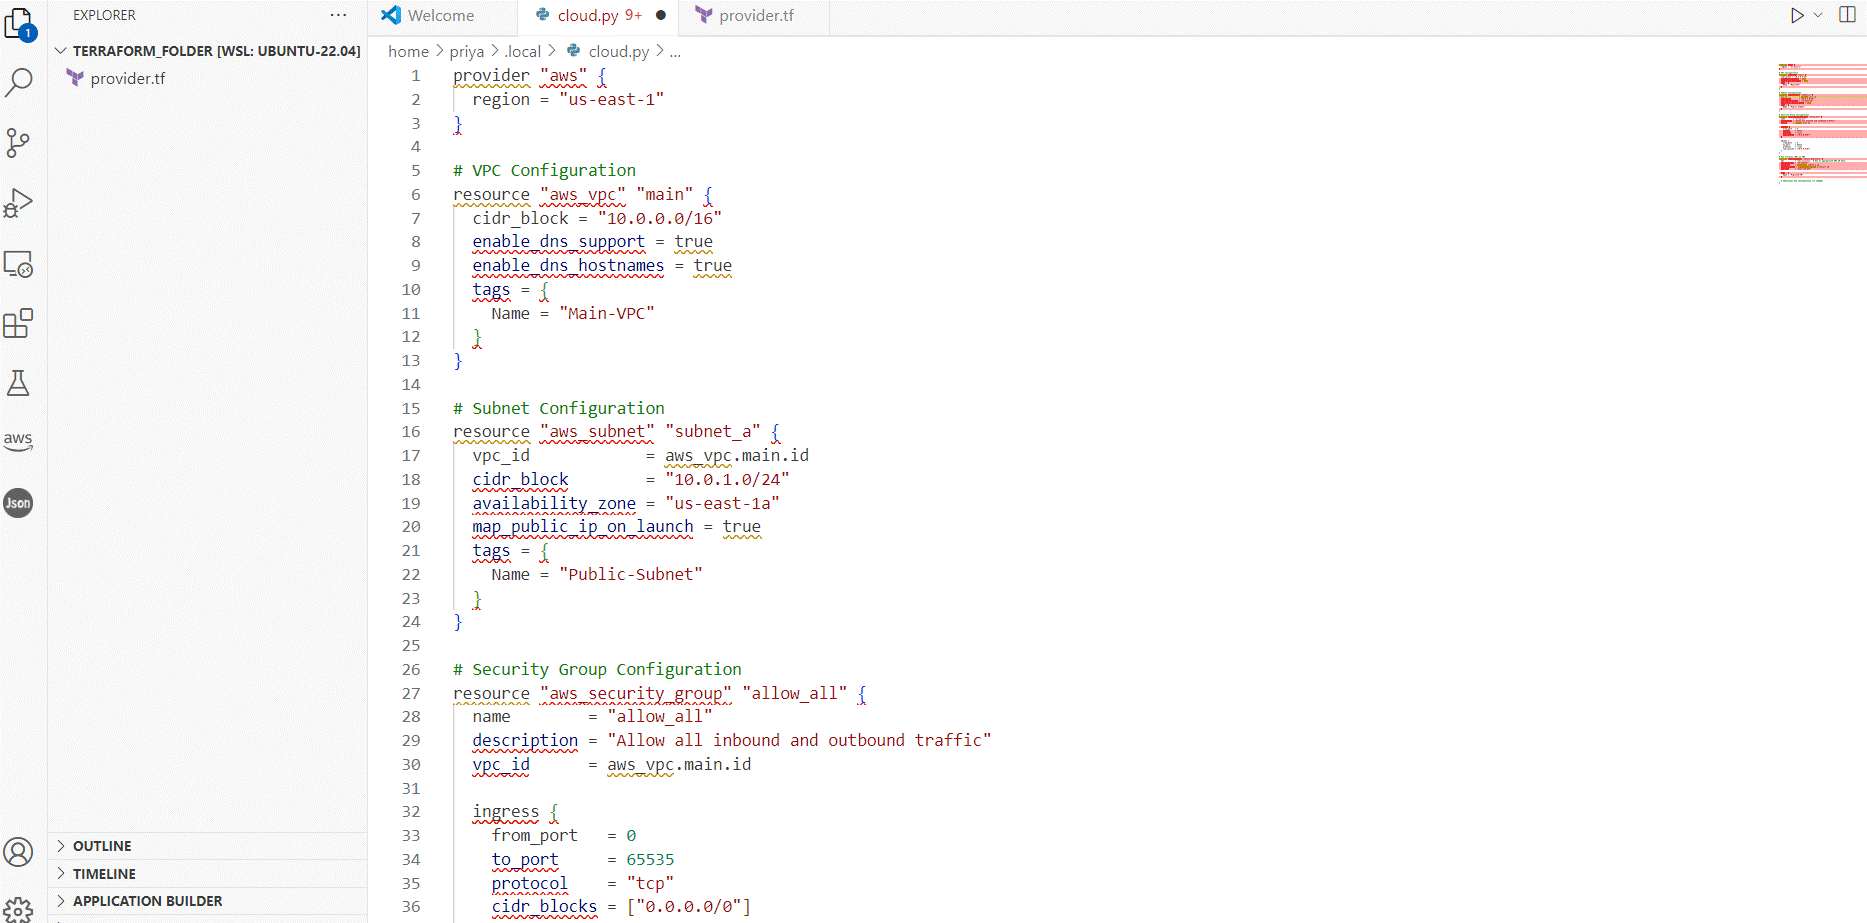 EXPLORER
···
Welcome
cloud.py 9+
provider.tf
1
TERRAFORM_FOLDER [WSL: UBUNTU-22.04]
provider.tf
home > priya > .local > cloud.py > ...
1 provider "aws" {
2 region = "us-east-1"
3 }
4
5 # VPC Configuration
6 resource "aws_vpc" "main" {
7 cidr_block = "10.0.0.0/16"
8 enable_dns_support = true
9 enable_dns_hostnames = true
10 tags = {
11 Name = "Main-VPC"
12 }
13 }
14
15 # Subnet Configuration
16 resource "aws_subnet" "subnet_a" {
17 vpc_id = aws_vpc.main.id
18 cidr_block = "10.0.1.0/24"
19 availability_zone = "us-east-1a"
20 map_public_ip_on_launch = true
21 tags = {
22 Name = "Public-Subnet"
23 }
24 }
25
26 # Security Group Configuration
27 resource "aws_security_group" "allow_all" {
28 name = "allow_all"
29 description = "Allow all inbound and outbound traffic"
30 vpc_id = aws_vpc.main.id
31
32 ingress {
33 from_port = 0
34 to_port = 65535
35 protocol = "tcp"
36 cidr_blocks = ["0.0.0.0/0"]
aws
Json
OUTLINE
TIMELINE
APPLICATION BUILDER